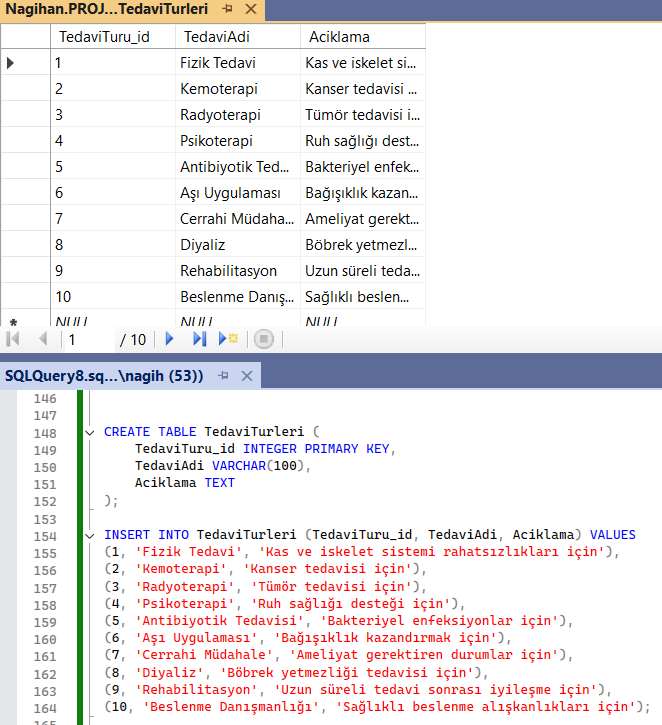 Nagihan.PROJ...TedaviTurleri
TedaviTuru_id TedaviAdi Aciklama
1 Fizik Tedavi Kas ve iskelet si...
2 Kemoterapi Kanser tedavisi ...
3 Radyoterapi Tümör tedavisi i...
4 Psikoterapi Ruh sağlığı dest...
5 Antibiyotik Ted... Bakteriyel enfek...
6 Aşı Uygulaması Bağışıklık kazan...
7 Cerrahi Müdaha... Ameliyat gerekt...
8 Diyaliz Böbrek yetmezl...
9 Rehabilitasyon Uzun süreli teda...
10 Beslenme Danış... Sağlıklı beslen...
NULL NULL NULL
1 / 10
SQLQuery8.sq...\nagih (53))
146
147
148 CREATE TABLE TedaviTurleri (
149 TedaviTuru_id INTEGER PRIMARY KEY,
150 TedaviAdi VARCHAR(100),
151 Aciklama TEXT
152 );
153
154 INSERT INTO TedaviTurleri (TedaviTuru_id, TedaviAdi, Aciklama) VALUES
155 (1, 'Fizik Tedavi', 'Kas ve iskelet sistemi rahatsızlıkları için'),
156 (2, 'Kemoterapi', 'Kanser tedavisi için'),
157 (3, 'Radyoterapi', 'Tümör tedavisi için'),
158 (4, 'Psikoterapi', 'Ruh sağlığı desteği için'),
159 (5, 'Antibiyotik Tedavisi', 'Bakteriyel enfeksiyonlar için'),
160 (6, 'Aşı Uygulaması', 'Bağışıklık kazandırmak için'),
161 (7, 'Cerrahi Müdahale', 'Ameliyat gerektiren durumlar için'),
162 (8, 'Diyaliz', 'Böbrek yetmezliği tedavisi için'),
163 (9, 'Rehabilitasyon', 'Uzun süreli tedavi sonrası iyileşme için'),
164 (10, 'Beslenme Danışmanlığı', 'Sağlıklı beslenme alışkanlıkları için');
165